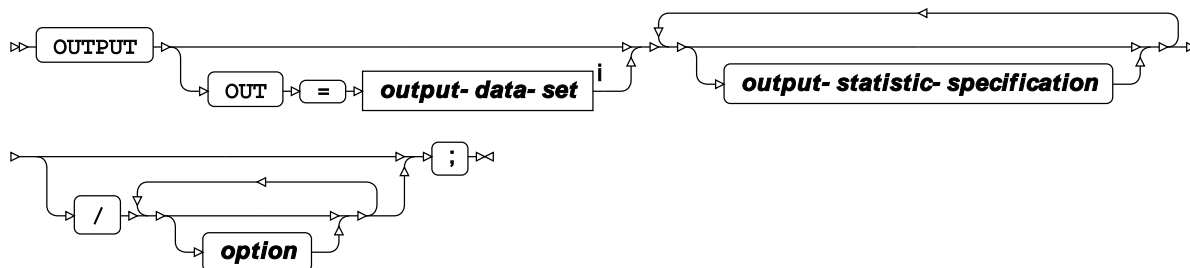 OUTPUT
OUT = output- data- set i
output- statistic- specification
;
/
option